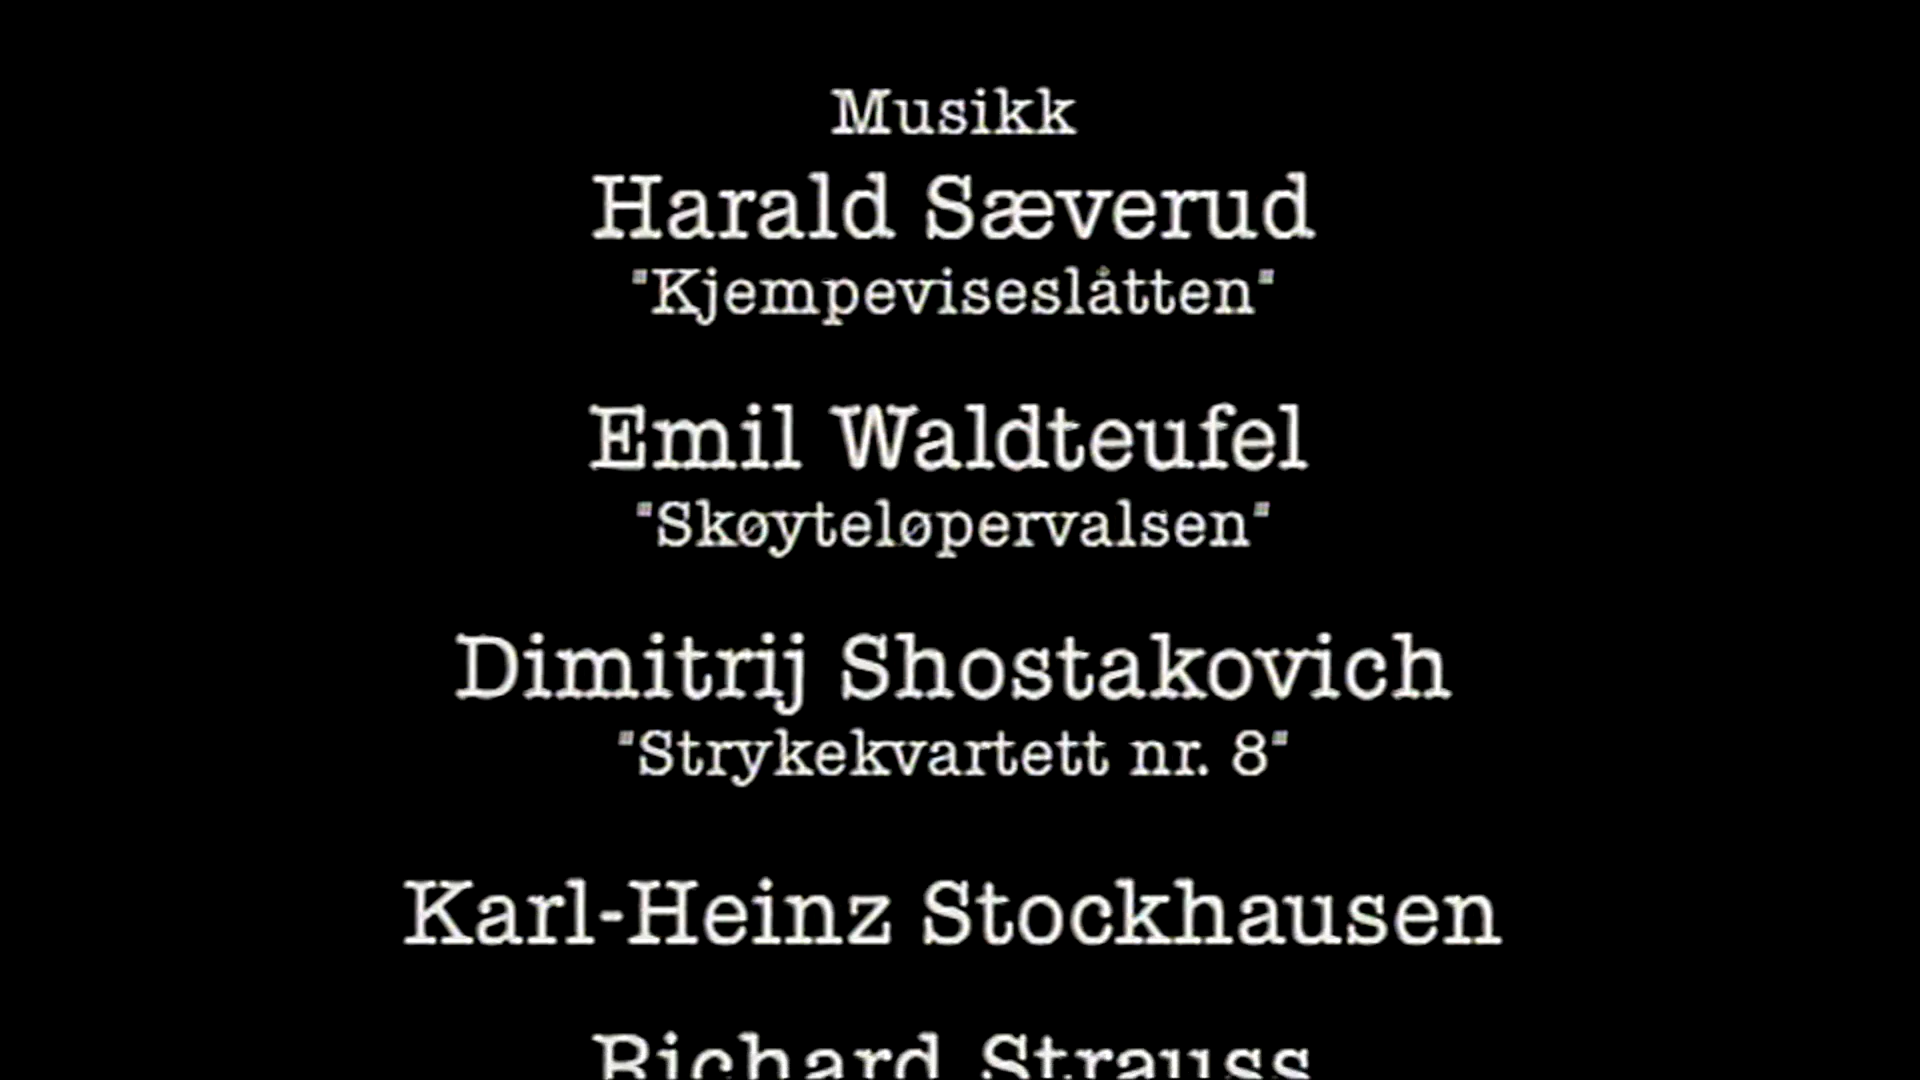 Musikk
Harald Sæverud
"Kjempeviseslåtten"
Emil Waldteufel
"Skøyteløpervalsen"
Dimitrij Shostakovich
"Strykekvartett nr. 8"
Karl-Heinz Stockhausen
Richard Strauss